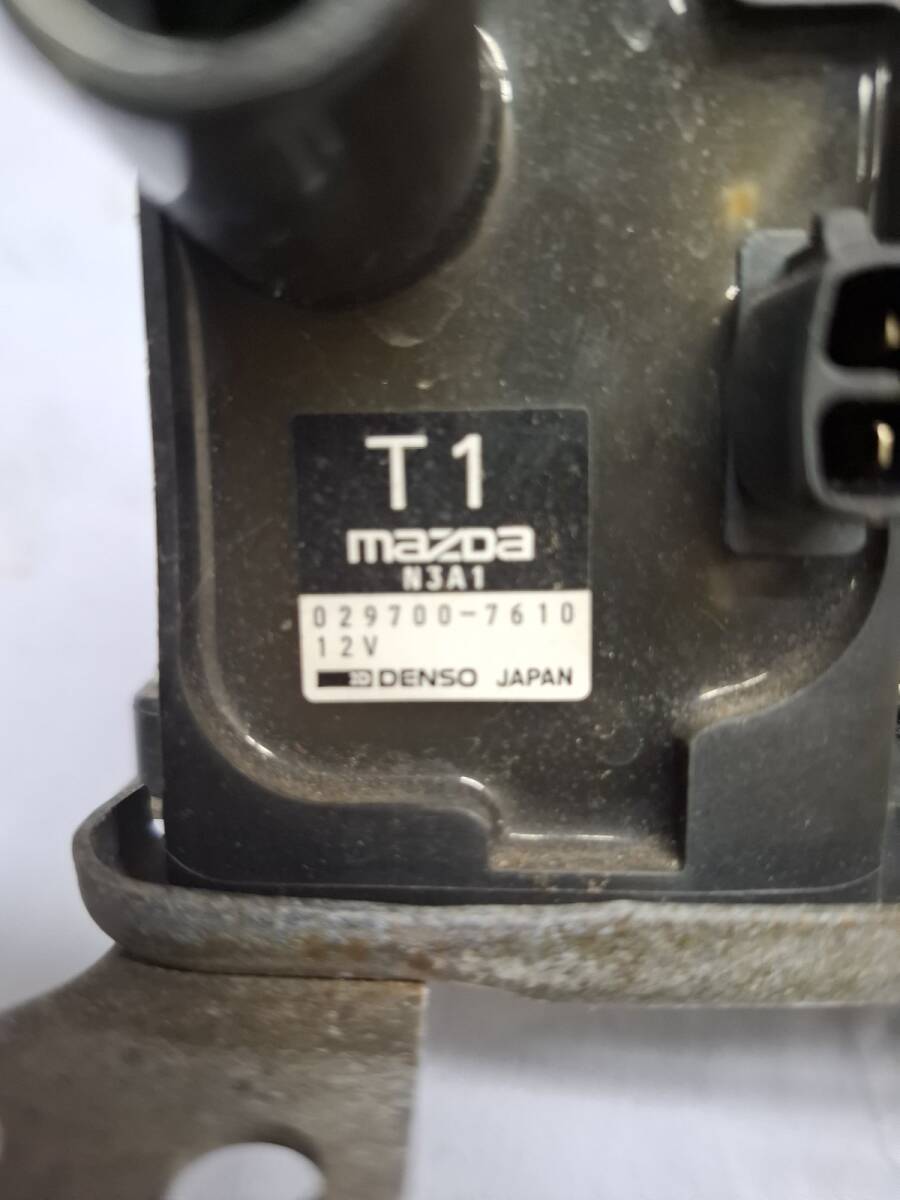 T1
mazda
N3A1
029700-7610
12V
DENSO JAPAN